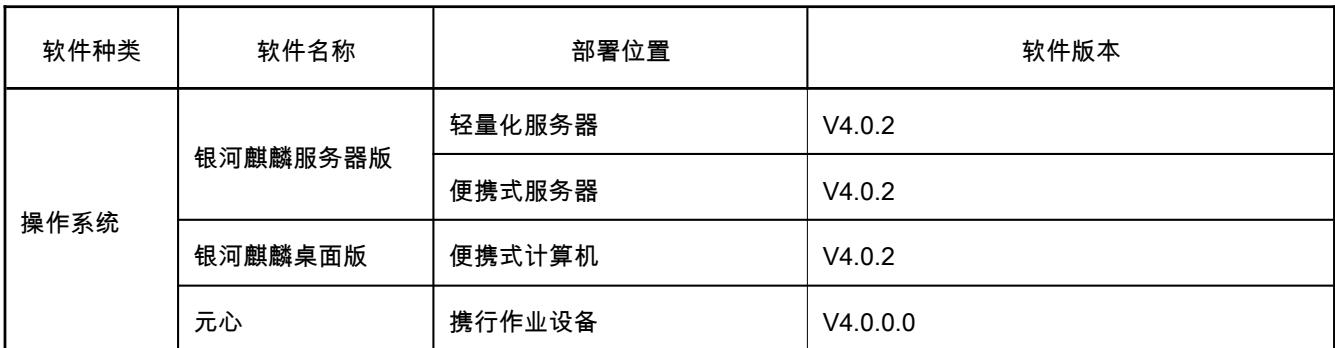 软件种类 软件名称 部署位置 软件版本
轻量化服务器 V4.0.2
银河麒麟服务器版
便携式服务器 V4.0.2
操作系统
银河麒麟桌面版 便携式计算机 V4.0.2
元心 携行作业设备 V4.0.0.0